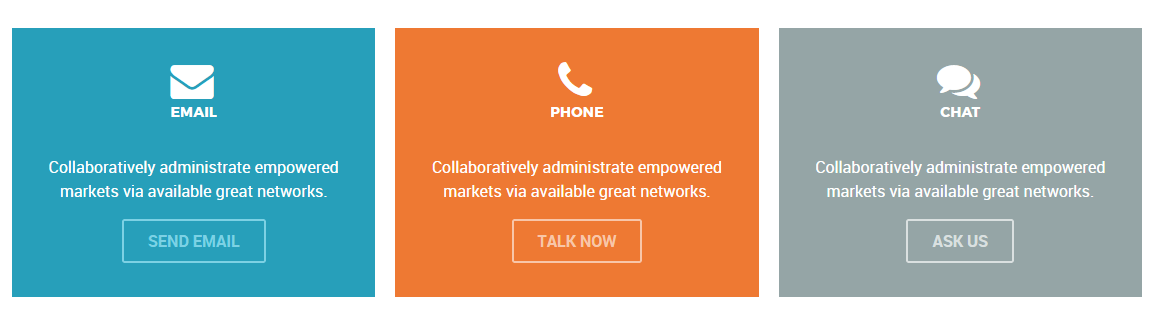 EMAIL
Collaboratively administrate empowered
markets via available great networks.
SEND EMAIL
PHONE
Collaboratively administrate empowered
markets via available great networks.
TALK NOW
CHAT
Collaboratively administrate empowered
markets via available great networks.
ASK US